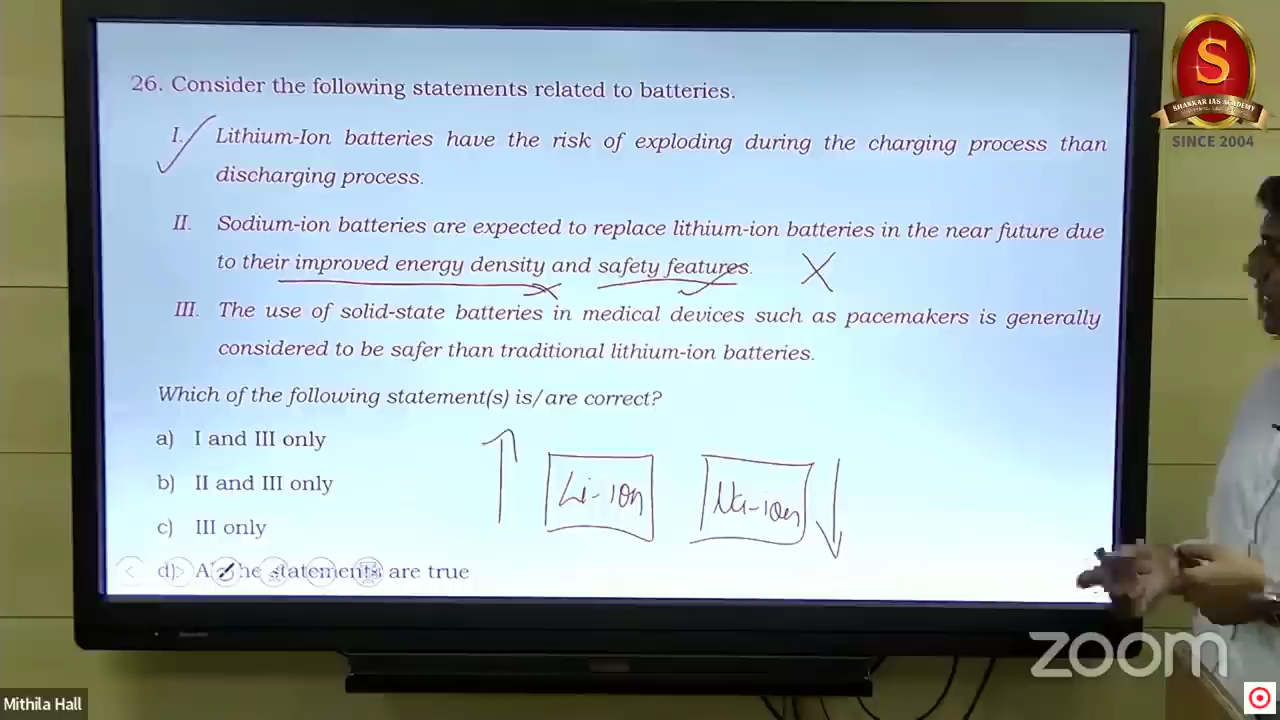 26. Consider the following statements related to batteries.
I. Lithium-Ion batteries have the risk of exploding during the charging process than
discharging process.
II. Sodium-ion batteries are expected to replace lithium-ion batteries in the near future due
to their improved energy density and safety features.
III. The use of solid-state batteries in medical devices such as pacemakers is generally
considered to be safer than traditional lithium-ion batteries.
Which of the following statement(s) is/are correct?
a) I and III only
b) II and III only
c) III only
d) statements are true
Li-ion
Na-ion
S
SHANKAR IAS ACADEMY
SINCE 2004
zoom
Mithila Hall